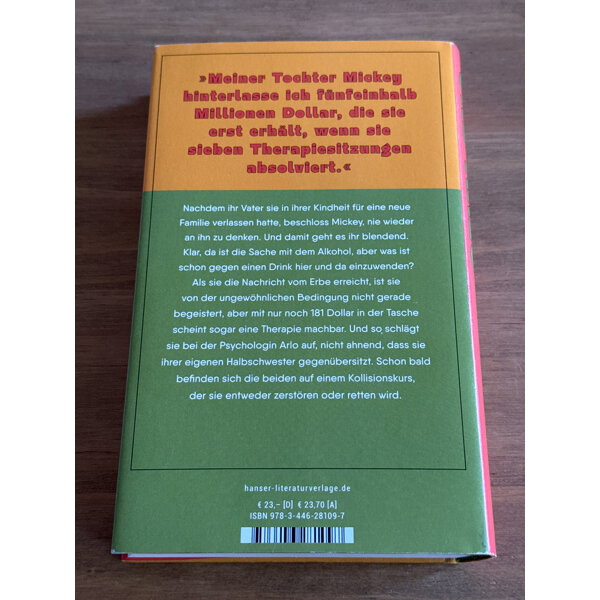 »Meiner Tochter Mickey
hinterlasse ich fünfeinhalb
Millionen Dollar, die sie
erst erhält, wenn sie
sieben Therapiesitzungen
absolviert.«
Nachdem ihr Vater sie in ihrer Kindheit für eine neue
Familie verlassen hatte, beschloss Mickey, nie wieder
an ihn zu denken. Und damit geht es ihr blendend.
Klar, da ist die Sache mit dem Alkohol, aber was ist
schon gegen einen Drink hier und da einzuwenden?
Als sie die Nachricht vom Erbe erreicht, ist sie
von der ungewöhnlichen Bedingung nicht gerade
begeistert, aber mit nur noch 181 Dollar in der Tasche
scheint sogar eine Therapie machbar. Und so schlägt
sie bei der Psychologin Arlo auf, nicht ahnend, dass sie
ihrer eigenen Halbschwester gegenübersitzt. Schon bald
befinden sich die beiden auf einem Kollisionskurs,
der sie entweder zerstören oder retten wird.
hanser-literaturverlage.de
€ 23,– [D] € 23,70 [A]
ISBN 978-3-446-28109-7